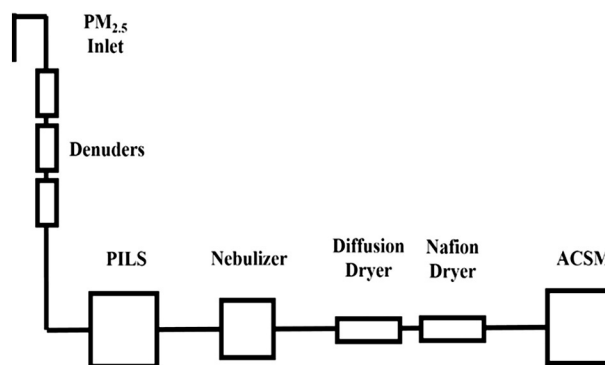 PM2.5
Inlet
Denuders
PILS
Nebulizer
Diffusion
Dryer
Nafion
Dryer
ACSM